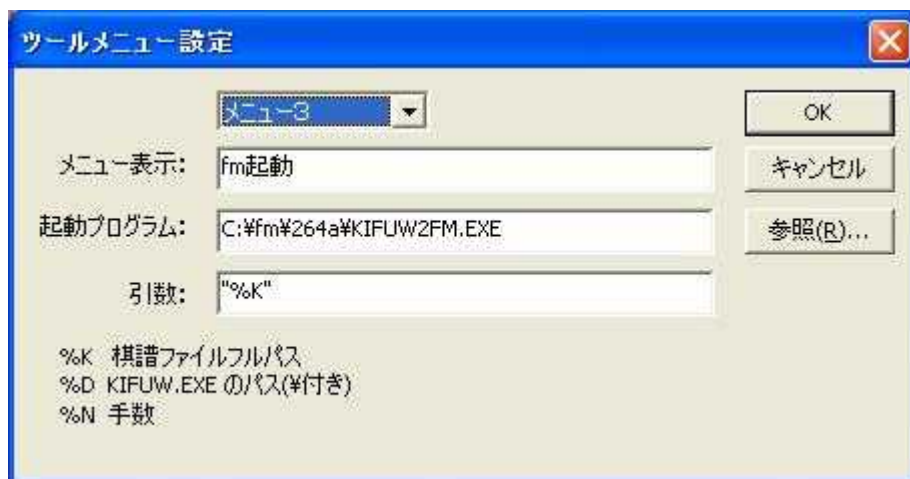 ツールメニュー設定
メニュー3
OK
メニュー表示:
fm起動
キャンセル
起動プログラム:
C:¥fm¥264a¥KIFUW2FM.EXE
参照(R)...
引数:
"%K"
%K 棋譜ファイルフルパス
%D KIFUW.EXE のパス(¥付き)
%N 手数